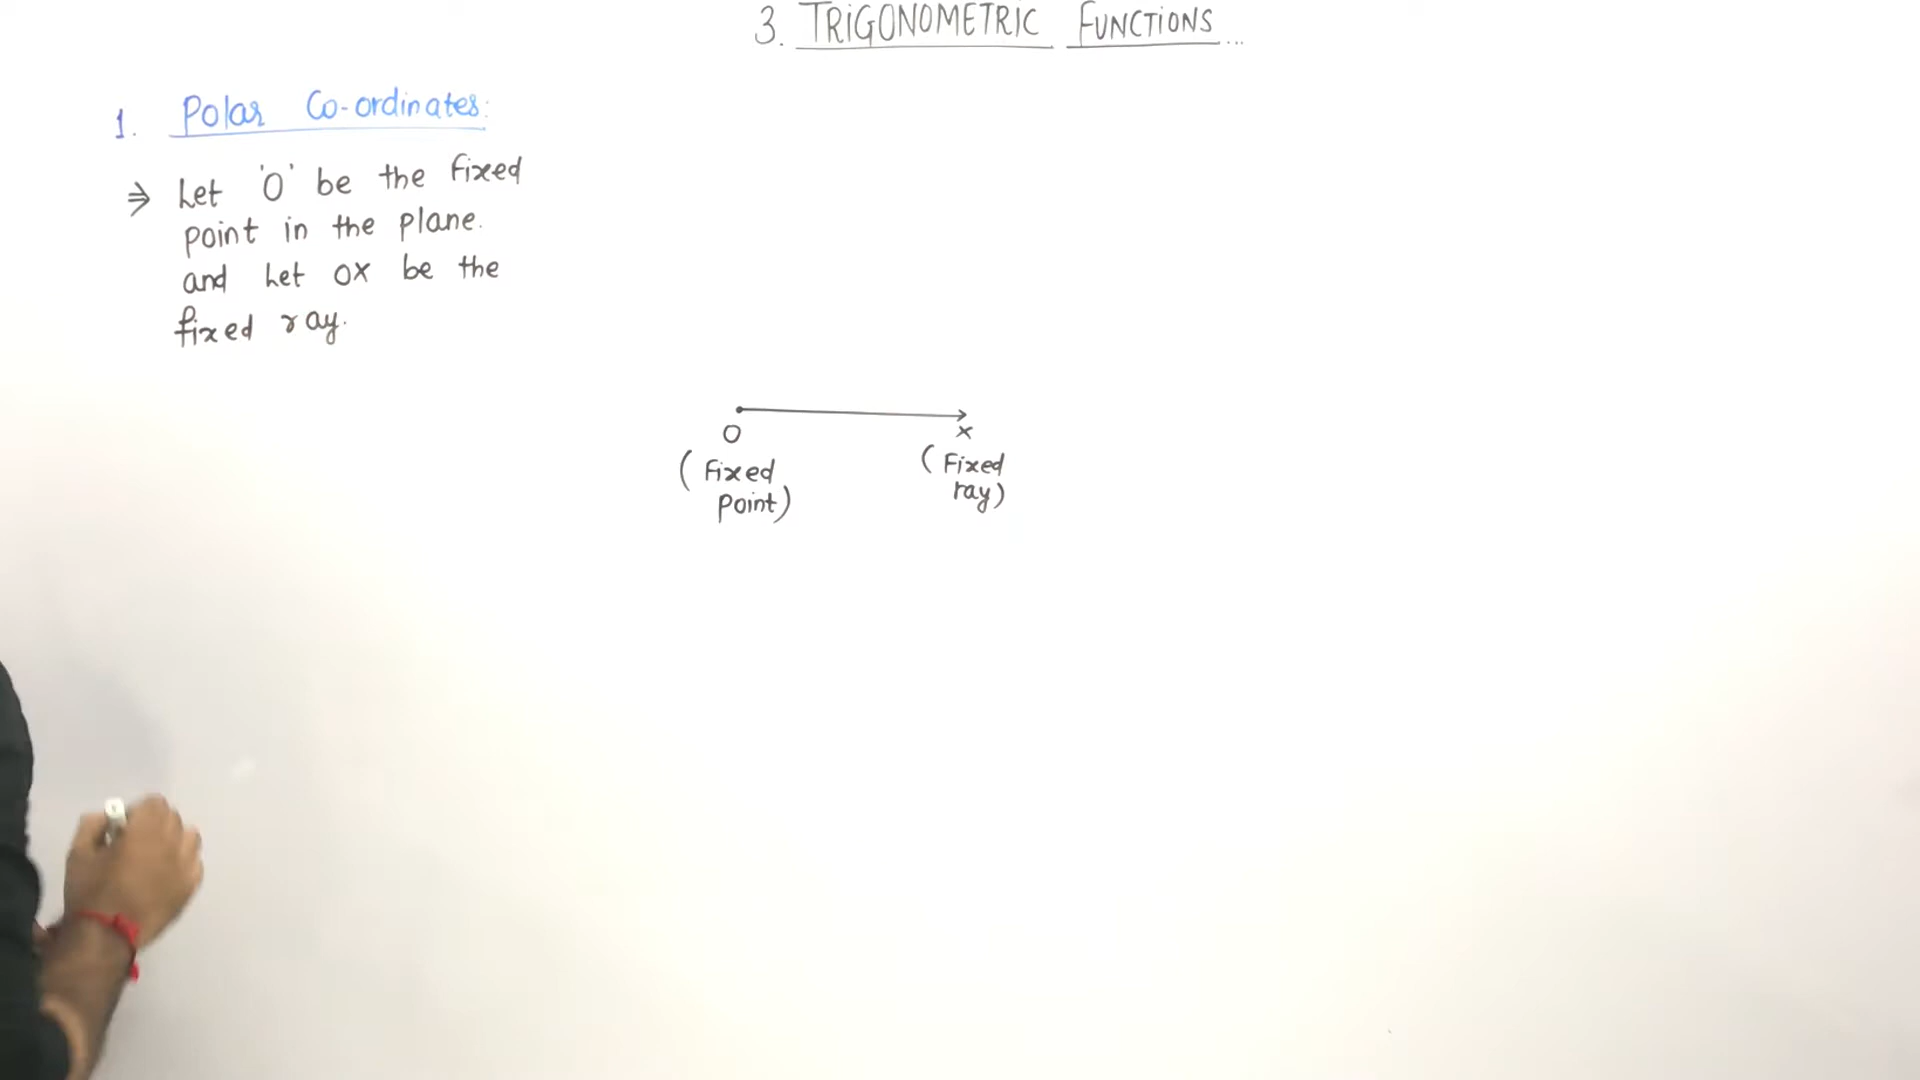 3. TRIGONOMETRIC FUNCTIONS...
1. Polar Co-ordinates:
⇒ Let 'O' be the fixed
point in the plane.
and Let OX be the
fixed ray.
O
X
(Fixed
point)
(Fixed
ray)